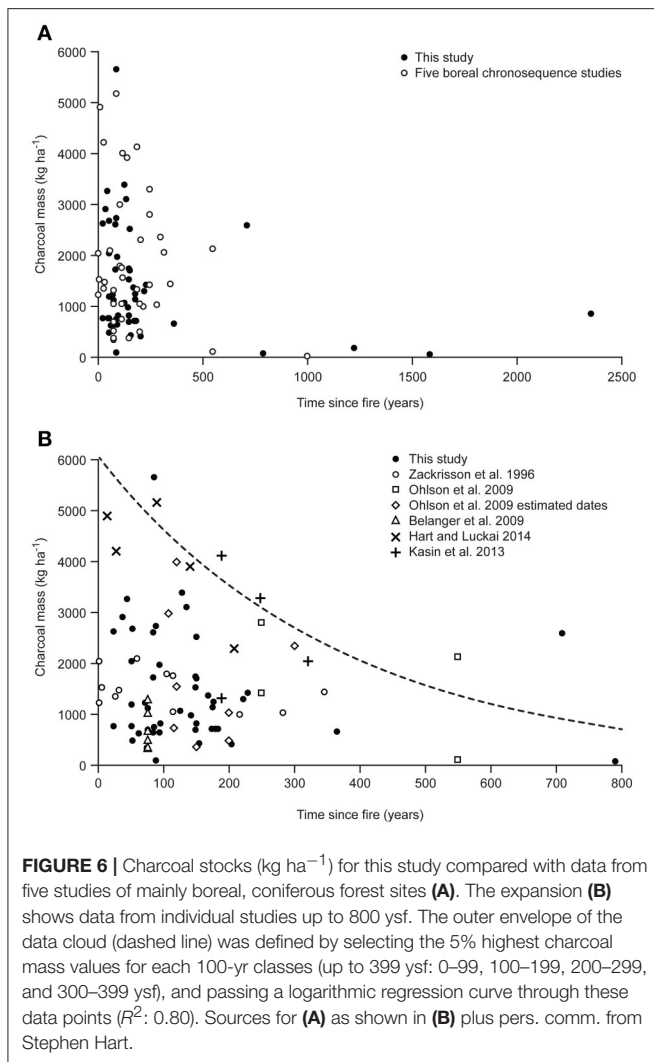 A
6000
5000
4000
3000
2000
1000
0
Charcoal mass (kg ha-1)
This study
Five boreal chronosequence studies
0 500 1000 1500 2000 2500
Time since fire (years)
B
6000
5000
4000
3000
2000
1000
0
Charcoal mass (kg ha-1)
This study
Zackrisson et al. 1996
Ohlson et al. 2009
Ohlson et al. 2009 estimated dates
Belanger et al. 2009
Hart and Luckai 2014
Kasin et al. 2013
0 100 200 300 400 500 600 700 800
Time since fire (years)
FIGURE 6 | Charcoal stocks (kg ha−1) for this study compared with data from
five studies of mainly boreal, coniferous forest sites (A). The expansion (B)
shows data from individual studies up to 800 ysf. The outer envelope of the
data cloud (dashed line) was defined by selecting the 5% highest charcoal
mass values for each 100-yr classes (up to 399 ysf: 0–99, 100–199, 200–299,
and 300–399 ysf), and passing a logarithmic regression curve through these
data points (R2: 0.80). Sources for (A) as shown in (B) plus pers. comm. from
Stephen Hart.